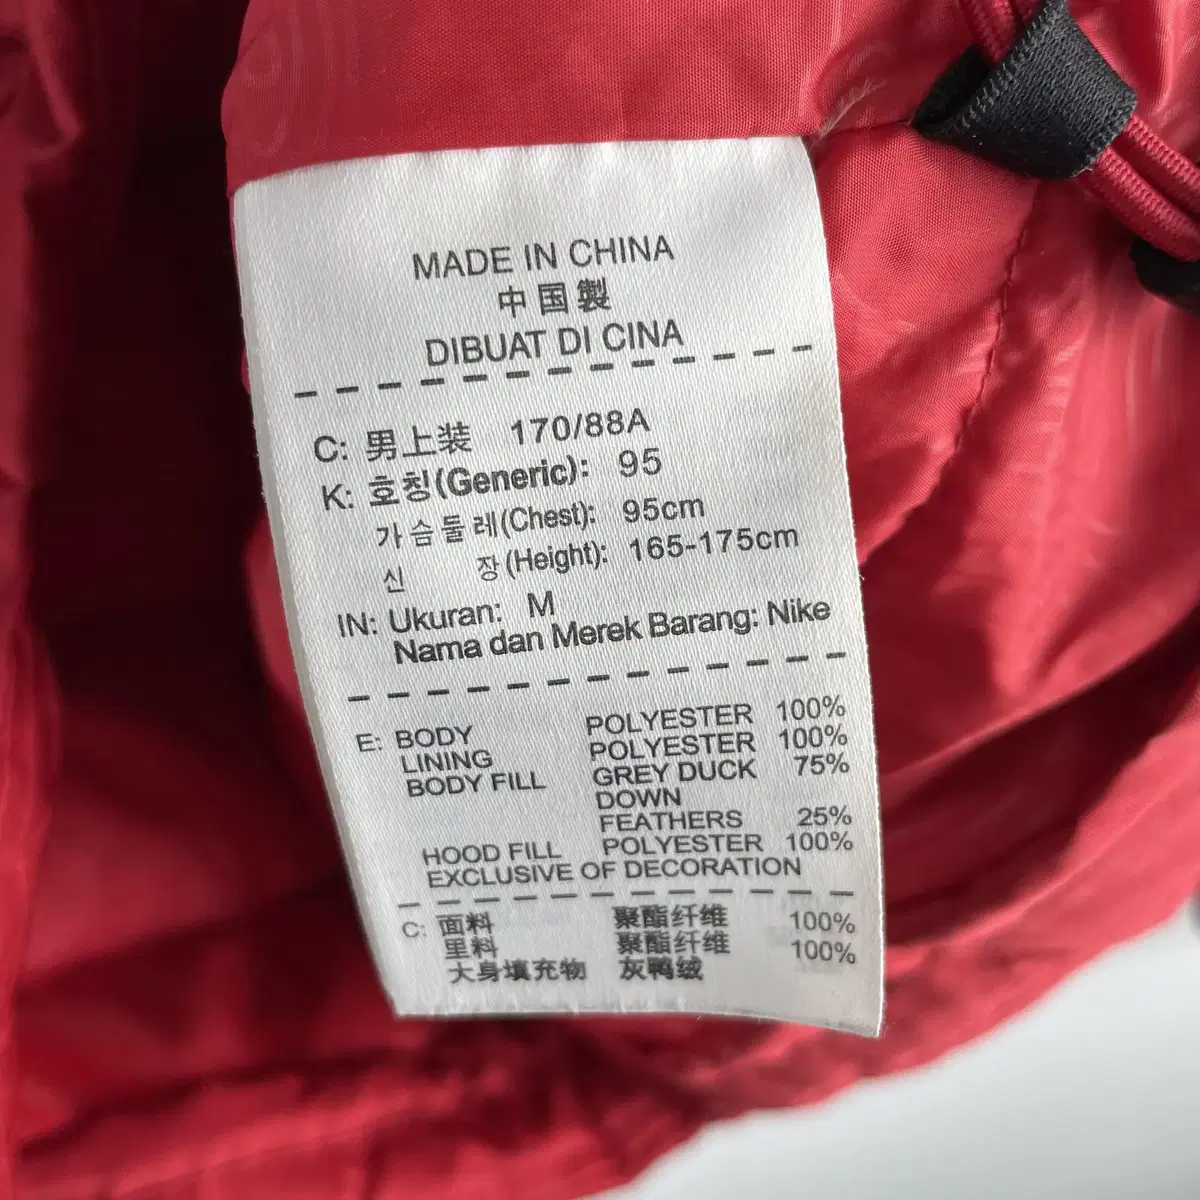 MADE IN CHINA
中国製
DIBUAT DI CINA
C: 男上装 170/88A
K: 호칭(Generic): 95
가슴둘레(Chest): 95cm
신 장(Height): 165-175cm
IN: Ukuran: M
Nama dan Merek Barang: Nike
E: BODY POLYESTER 100%
LINING POLYESTER 100%
BODY FILL GREY DUCK 75%
DOWN
FEATHERS 25%
HOOD FILL POLYESTER 100%
EXCLUSIVE OF DECORATION
C: 面料 聚酯纤维 100%
里料 聚酯纤维 100%
大身填充物 灰鸭绒